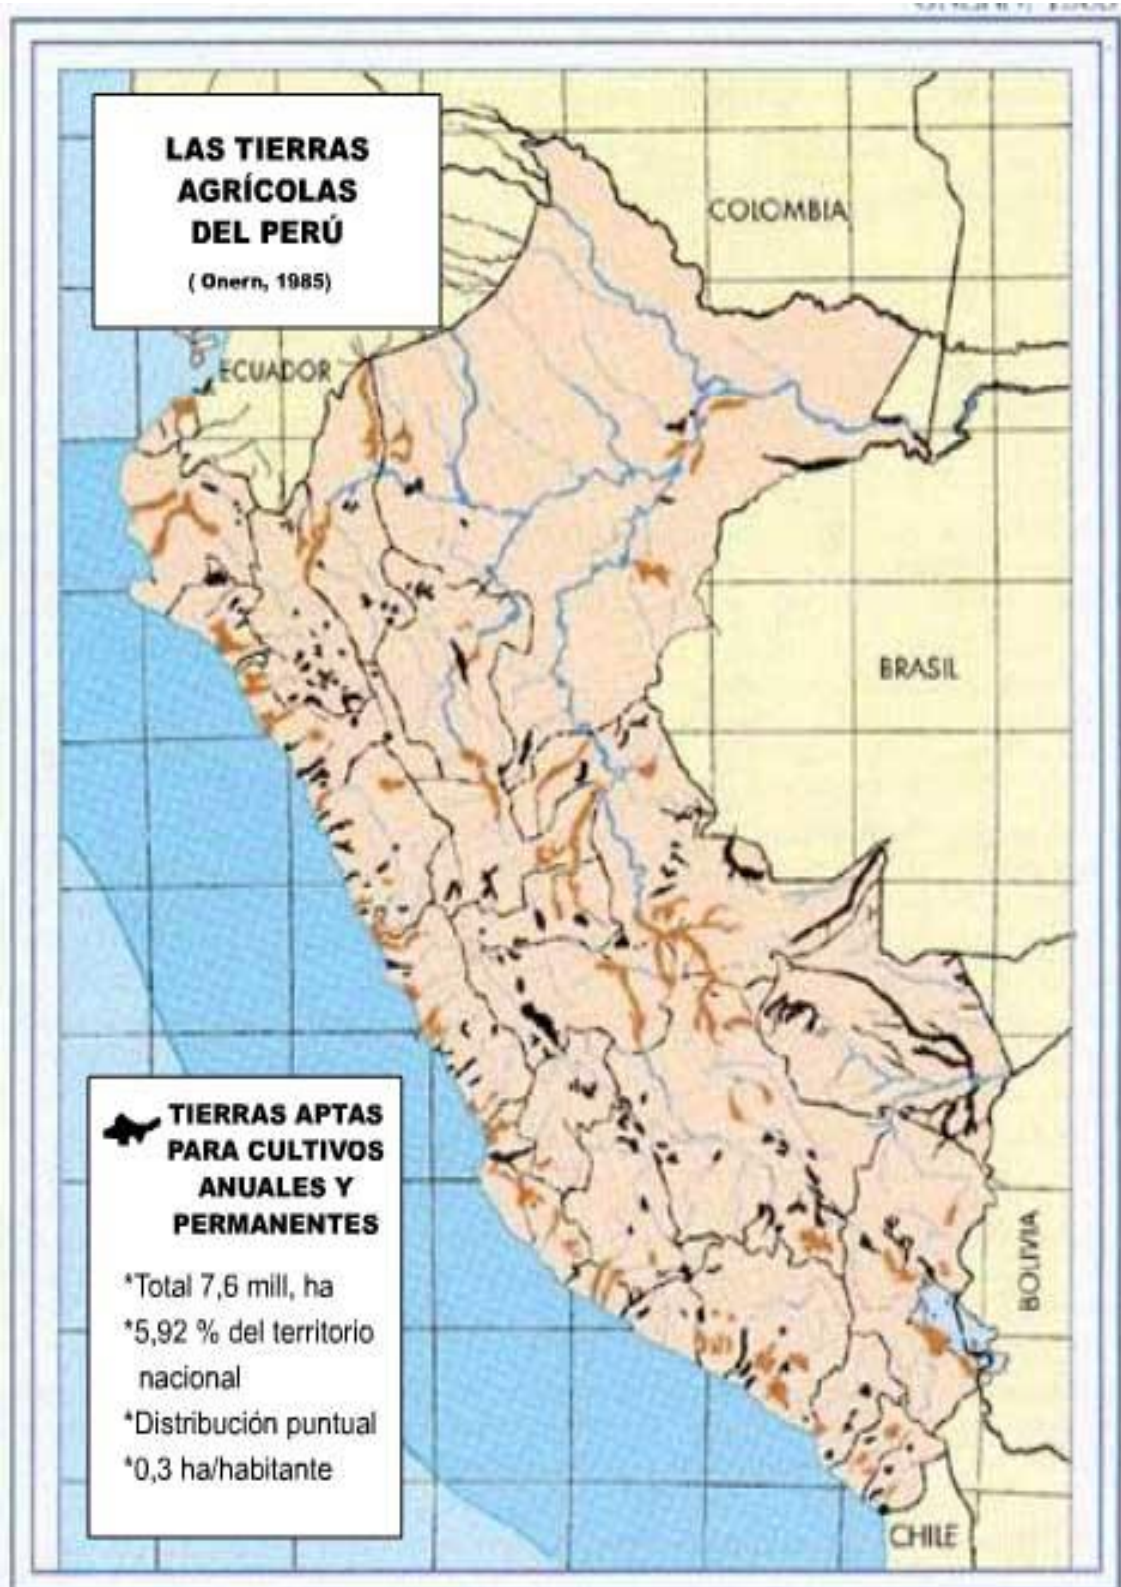 LAS TIERRAS
AGRÍCOLAS
DEL PERÚ
( Onern, 1985)
COLOMBIA
ECUADOR
BRASIL
BOLIVIA
CHILE
TIERRAS APTAS
PARA CULTIVOS
ANUALES Y
PERMANENTES
*Total 7,6 mill, ha
*5,92 % del territorio
nacional
*Distribución puntual
*0,3 ha/habitante